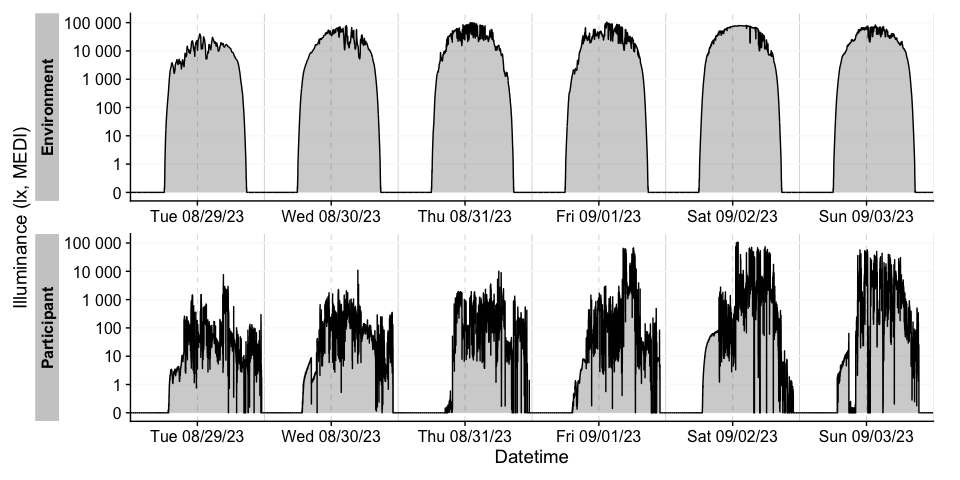 Illuminance (lx, MEDI)
Environment
100 000
10 000
1 000
100
10
1
0
Tue 08/29/23 Wed 08/30/23 Thu 08/31/23 Fri 09/01/23 Sat 09/02/23 Sun 09/03/23
Participant
100 000
10 000
1 000
100
10
1
0
Tue 08/29/23 Wed 08/30/23 Thu 08/31/23 Fri 09/01/23 Sat 09/02/23 Sun 09/03/23
Datetime